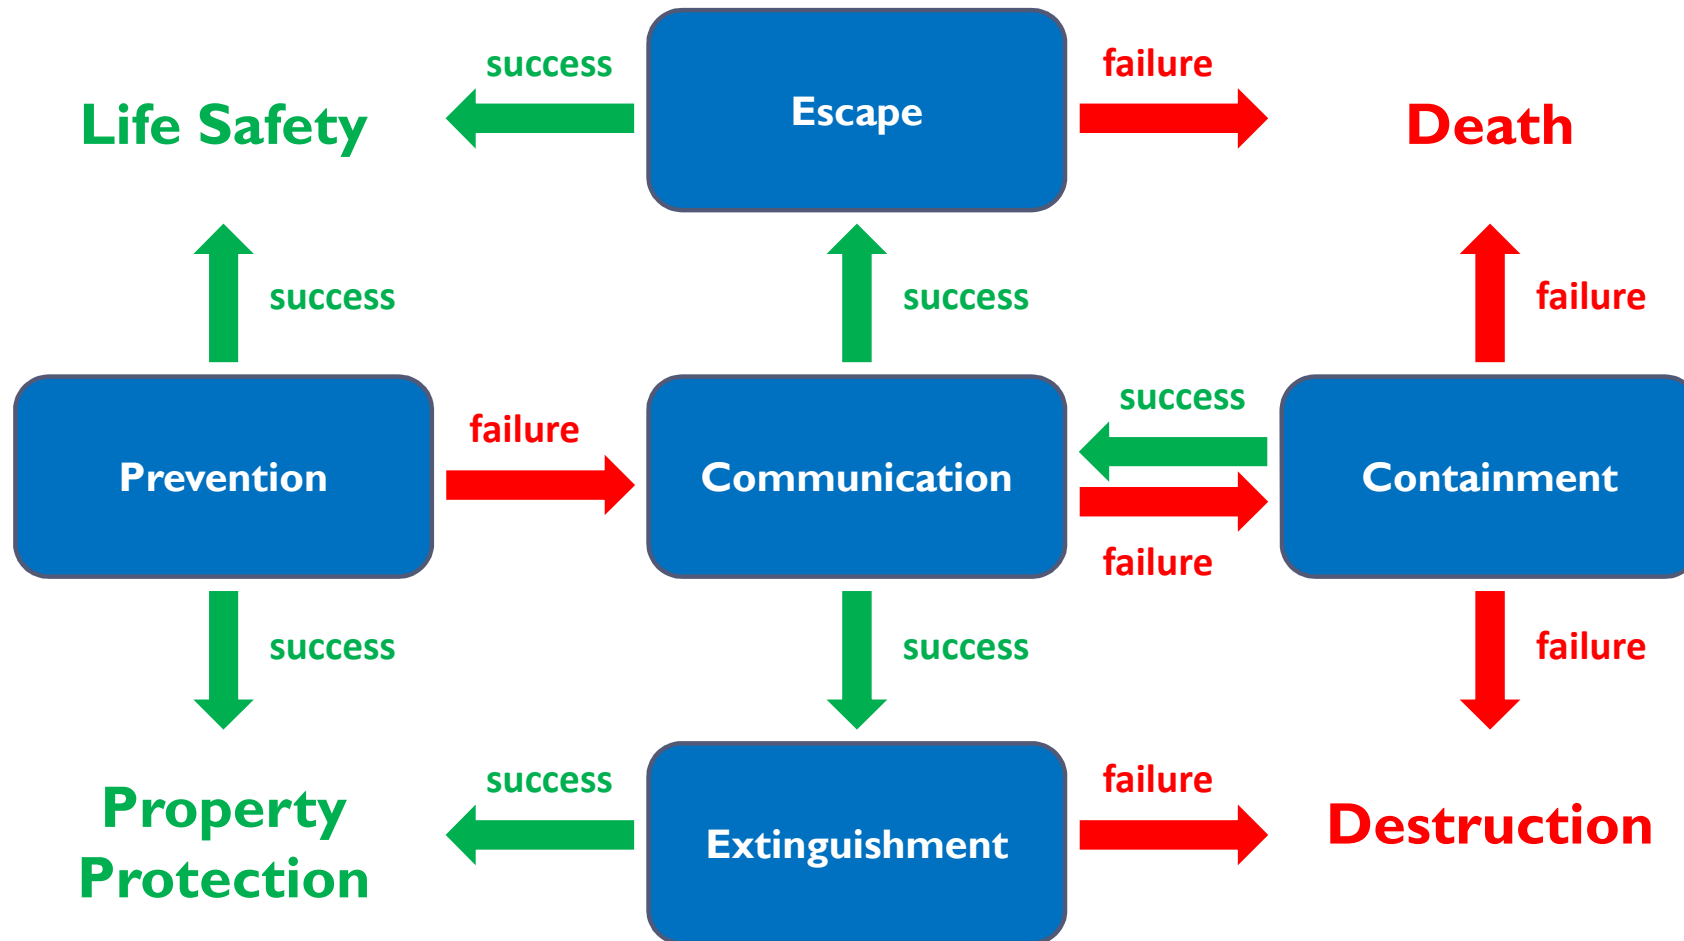 success
failure
Escape
Life Safety
Death
success
success
failure
success
failure
Prevention
Communication
Containment
failure
success
success
failure
success
failure
Property
Protection
Extinguishment
Destruction